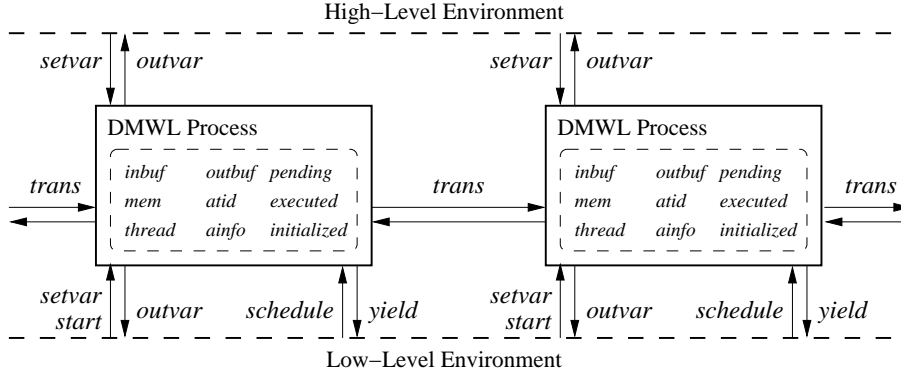 High–Level Environment
setvar outvar setvar outvar
DMWL Process DMWL Process
inbuf outbuf pending inbuf outbuf pending
trans trans trans
mem atid executed mem atid executed
thread ainfo initialized thread ainfo initialized
setvar outvar schedule yield setvar outvar schedule yield
start start
Low–Level Environment